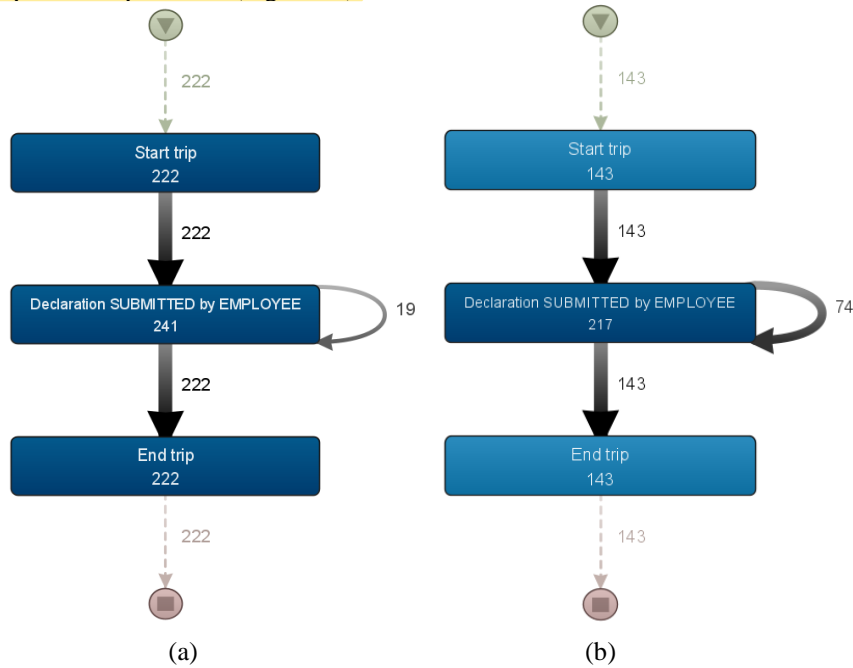 222
Start trip
222
222
Declaration SUBMITTED by EMPLOYEE
241
19
222
End trip
222
222
(a)
143
Start trip
143
143
Declaration SUBMITTED by EMPLOYEE
217
74
143
End trip
143
143
(b)